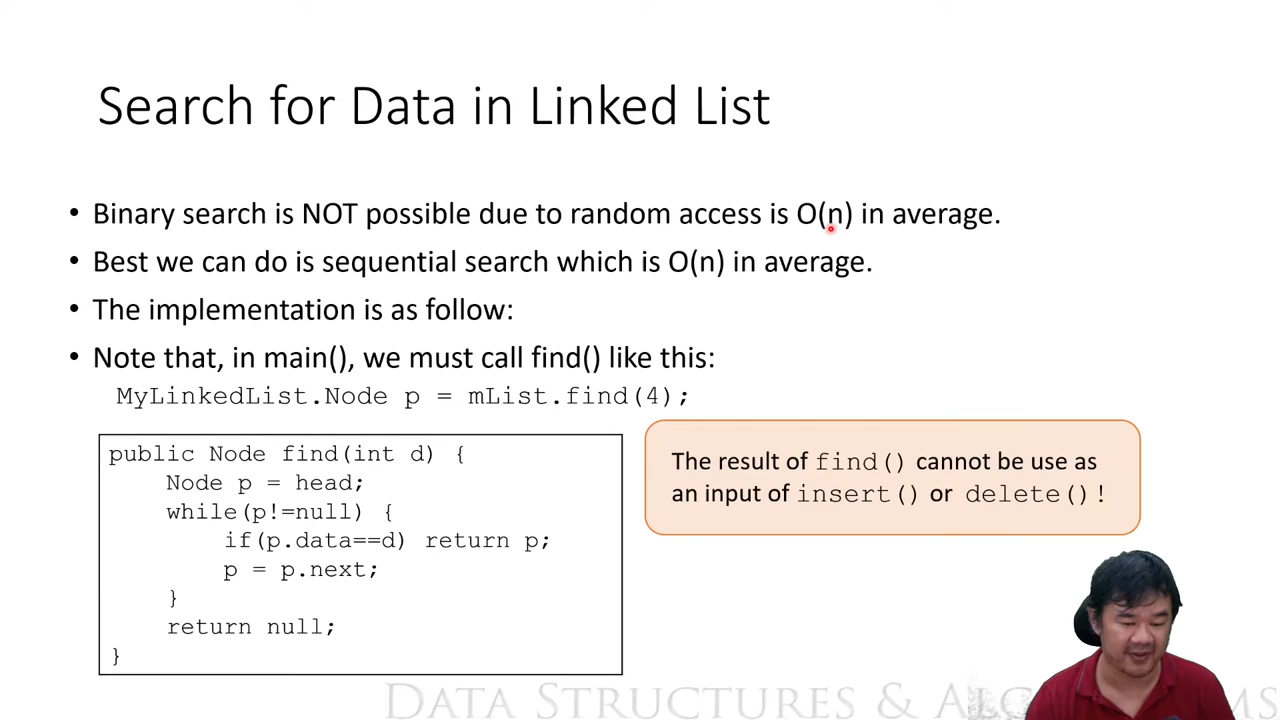 Search for Data in Linked List
• Binary search is NOT possible due to random access is O(n) in average.
• Best we can do is sequential search which is O(n) in average.
• The implementation is as follow:
• Note that, in main(), we must call find() like this:
MyLinkedList.Node p = mList.find(4);
public Node find(int d) {
Node p = head;
while(p!=null) {
if(p.data==d) return p;
p = p.next;
}
return null;
}
The result of find() cannot be use as
an input of insert() or delete()!
DATA STRUCTURES &